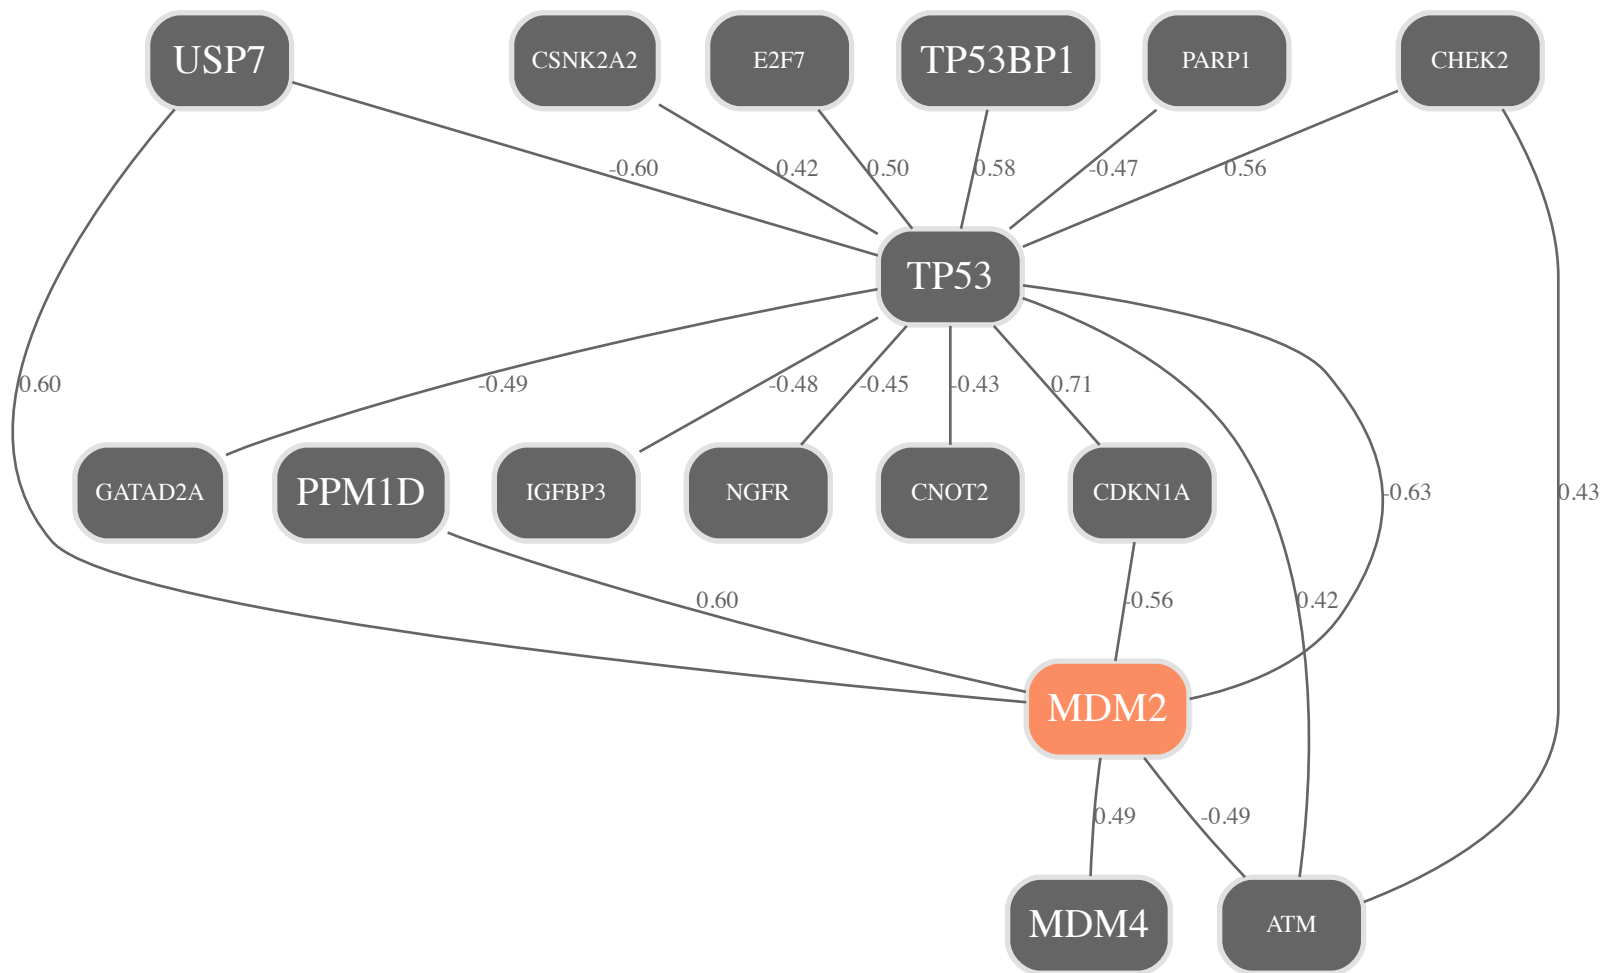 USP7
CSNK2A2
E2F7
TP53BP1
PARP1
CHEK2
-0.60
0.42
0.50
0.58
-0.47
0.56
TP53
0.60
-0.49
-0.48
-0.45
-0.43
0.71
GATAD2A
PPM1D
IGFBP3
NGFR
CNOT2
CDKN1A
-0.63
0.43
0.60
-0.56
0.42
MDM2
0.49
-0.49
MDM4
ATM